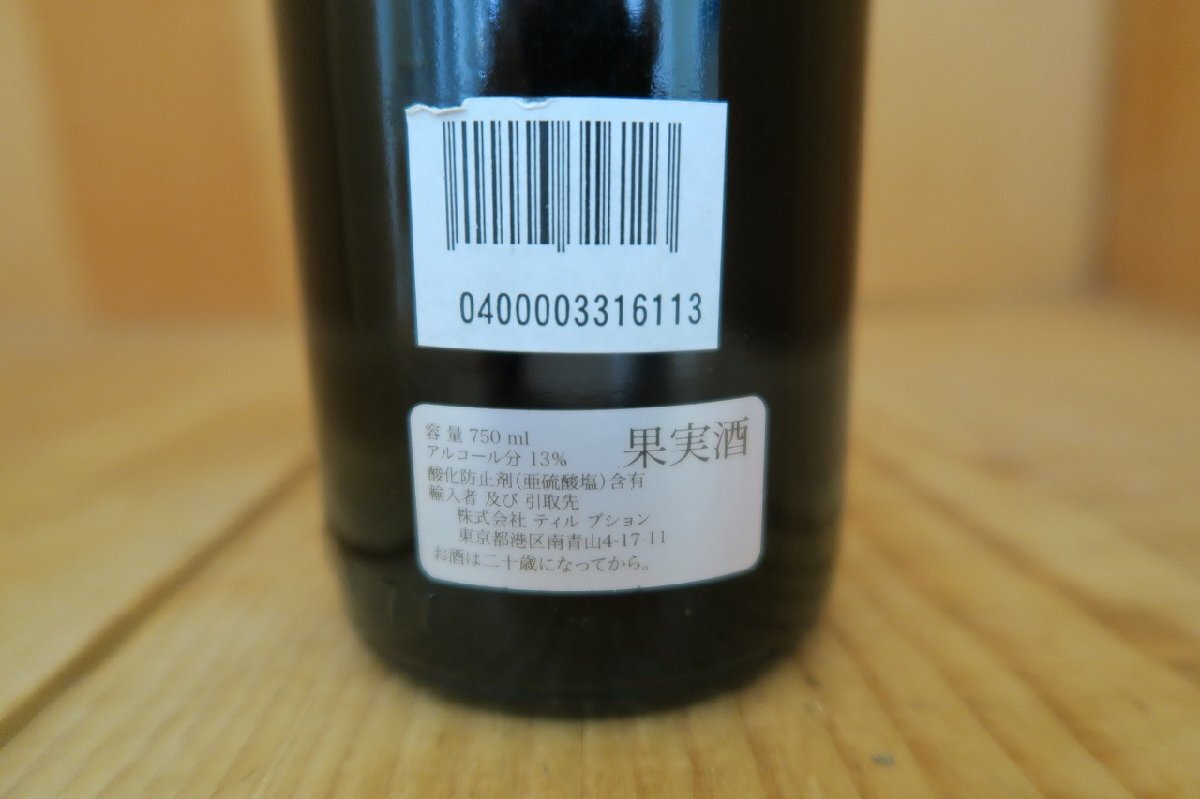 0400003316113
容量 750 ml
果実酒
アルコール分 13%
酸化防止剤(亜硫酸塩)含有
輸入者 及び 引取先
株式会社 ティル ブション
東京都港区南青山4-17-11
お酒は二十歳になってから。